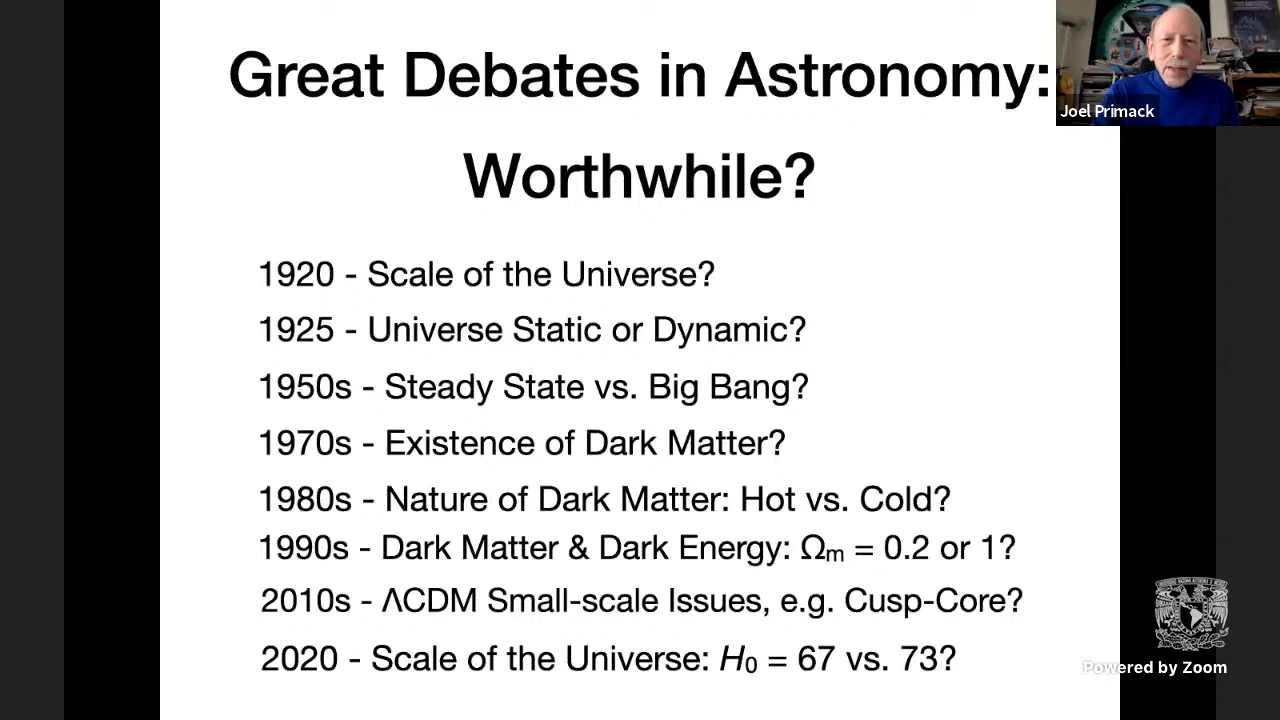 Great Debates in Astronomy:
Worthwhile?
Joel Primack
1920 - Scale of the Universe?
1925 - Universe Static or Dynamic?
1950s - Steady State vs. Big Bang?
1970s - Existence of Dark Matter?
1980s - Nature of Dark Matter: Hot vs. Cold?
1990s - Dark Matter & Dark Energy: Ωₘ = 0.2 or 1?
2010s - ΛCDM Small-scale Issues, e.g. Cusp-Core?
2020 - Scale of the Universe: H₀ = 67 vs. 73?
Powered by Zoom